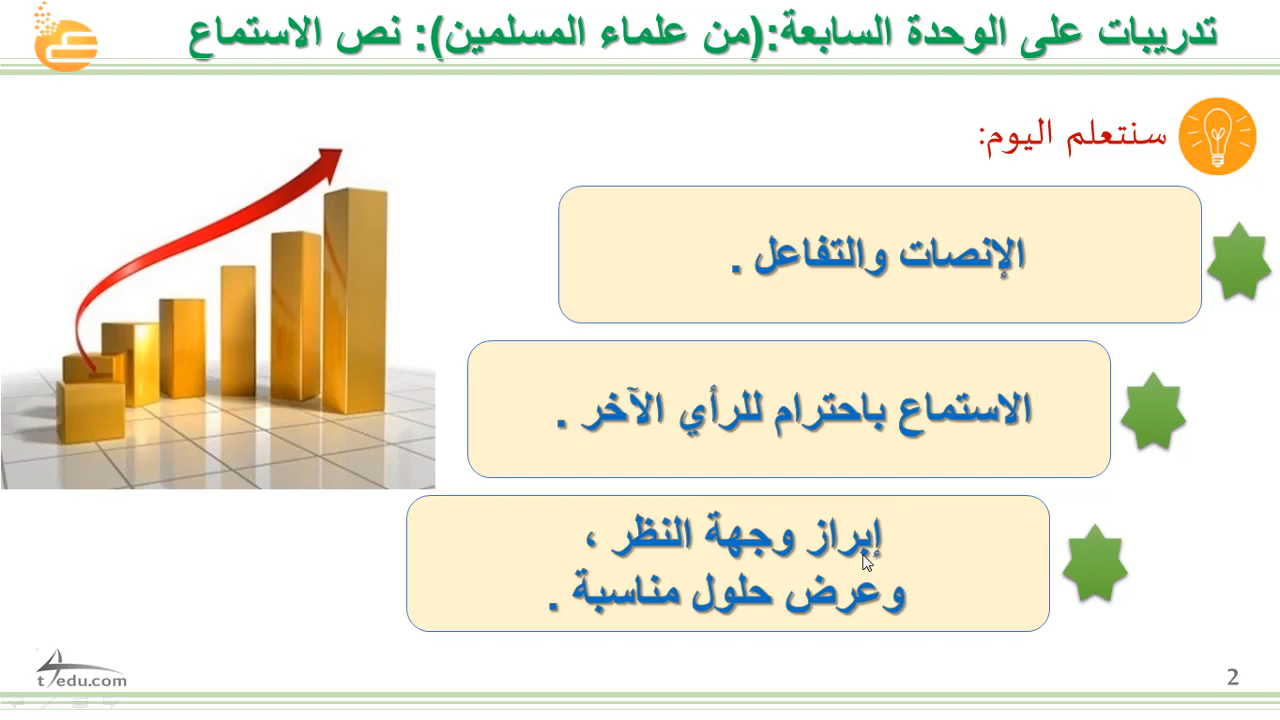 تدريبات على الوحدة السابعة:(من علماء المسلمين): نص الاستماع
سنتعلم اليوم:
الإنصات والتفاعل .
الاستماع باحترام للرأي الآخر .
إبراز وجهة النظر ،
وعرض حلول مناسبة .
t4edu.com
2